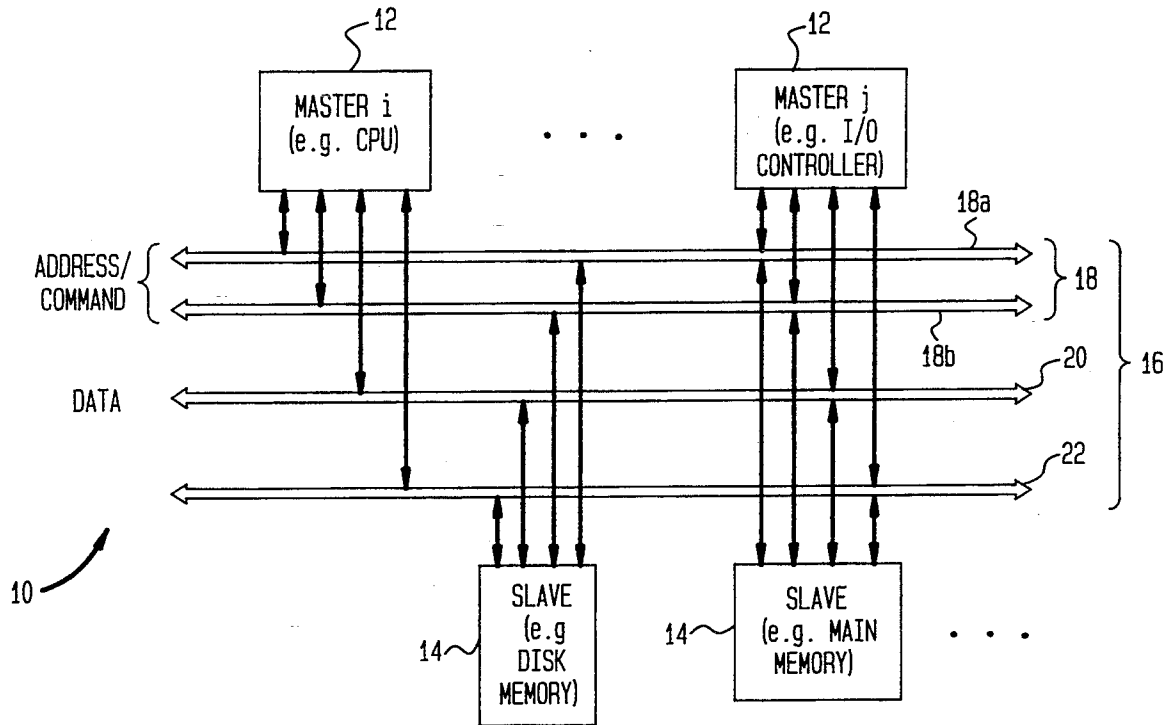 12
12
MASTER i
(e.g. CPU)
. . .
MASTER j
(e.g. I/O
CONTROLLER)
18a
ADDRESS/
COMMAND
18
18b
16
DATA
20
22
10
14
SLAVE
(e.g
DISK
MEMORY)
14
SLAVE
(e.g. MAIN
MEMORY)
. . .